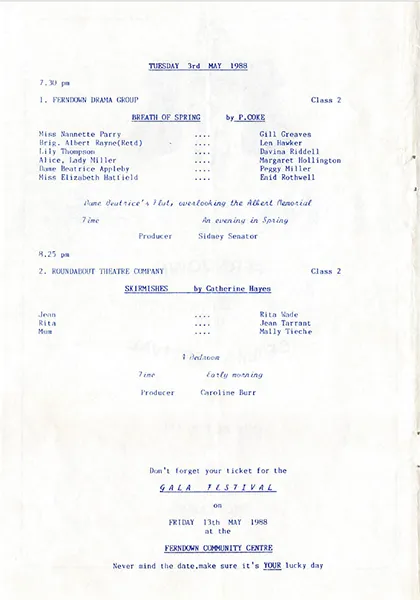 TUESDAY 3rd MAY 1988
7.30 pm
1. FERNDOWN DRAMA GROUP Class 2
BREATH OF SPRING by P.COKE
Miss Nannette Parry .... Gill Greaves
Brig. Albert Rayne(Retd) .... Len Hawker
Lily Thompson .... Davina Riddell
Alice, Lady Miller .... Margaret Hollington
Dame Beatrice Appleby .... Peggy Miller
Miss Elizabeth Hatfield .... Enid Rothwell
Dame Beatrice's Flat, overlooking the Albert Memorial
Time An evening in Spring
Producer Sidney Senator
8.25 pm
2. ROUNDABOUT THEATRE COMPANY Class 2
SKIRMISHES by Catherine Hayes
Jean .... Rita Wade
Rita .... Jean Tarrant
Mum .... Mally Tieche
A Bedroom
Time Early morning
Producer Caroline Burr
Don't forget your ticket for the
GALA FESTIVAL
on
FRIDAY 13th MAY 1988
at the
FERNDOWN COMMUNITY CENTRE
Never mind the date,make sure it's YOUR lucky day